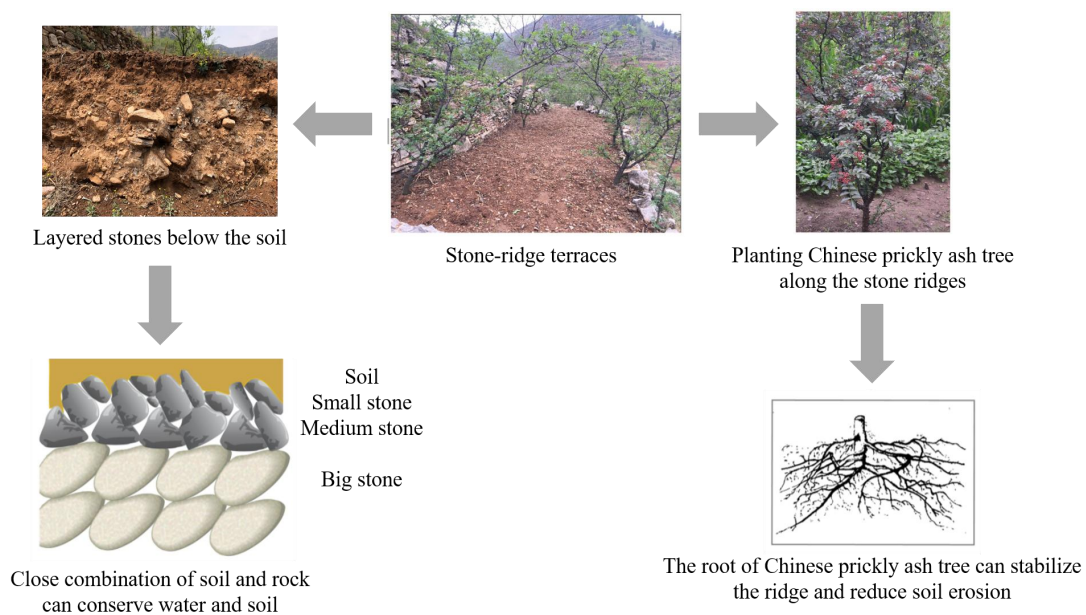 Layered stones below the soil
Stone-ridge terraces
Planting Chinese prickly ash tree
along the stone ridges
Soil
Small stone
Medium stone
Big stone
Close combination of soil and rock
can conserve water and soil
The root of Chinese prickly ash tree can stabilize
the ridge and reduce soil erosion